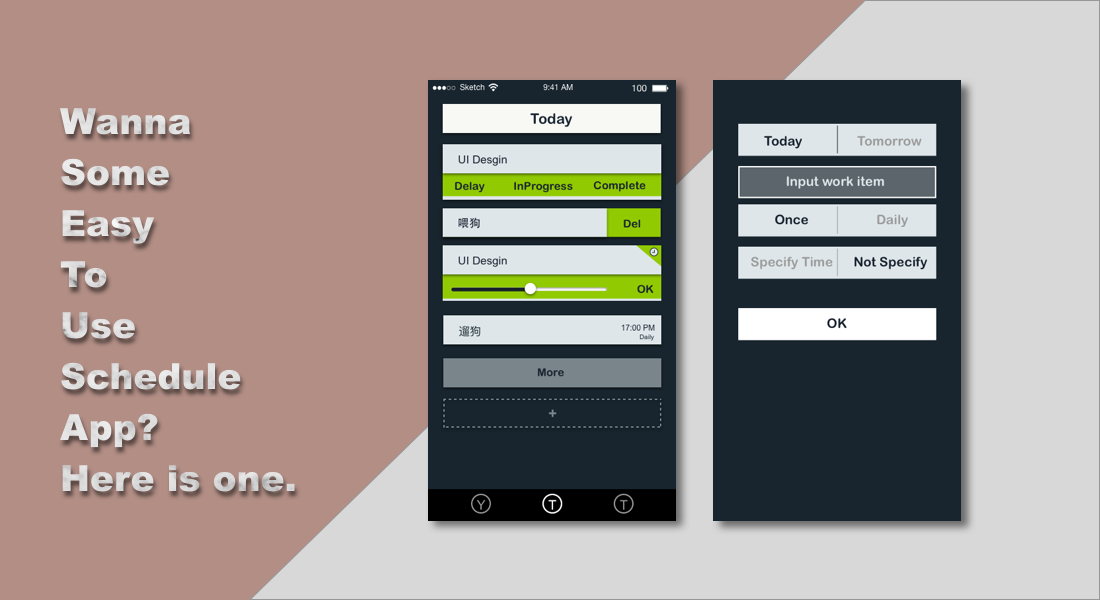 Wanna
Some
Easy
To
Use
Schedule
App?
Here is one.
Sketch 9:41 AM 100
Today
UI Desgin
Delay InProgress Complete
喂狗 Del
UI Desgin
OK
遛狗 17:00 PM
Daily
More
+
Y T T
Today Tomorrow
Input work item
Once Daily
Specify Time Not Specify
OK